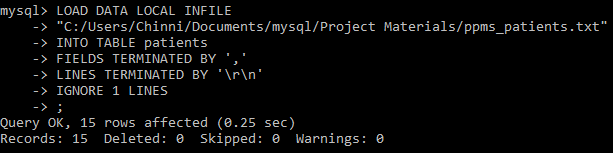 mysql> LOAD DATA LOCAL INFILE
    -> "C:/Users/Chinni/Documents/mysql/Project Materials/ppms_patients.txt"
    -> INTO TABLE patients
    -> FIELDS TERMINATED BY ','
    -> LINES TERMINATED BY '\r\n'
    -> IGNORE 1 LINES
    -> ;
Query OK, 15 rows affected (0.25 sec)
Records: 15  Deleted: 0  Skipped: 0  Warnings: 0